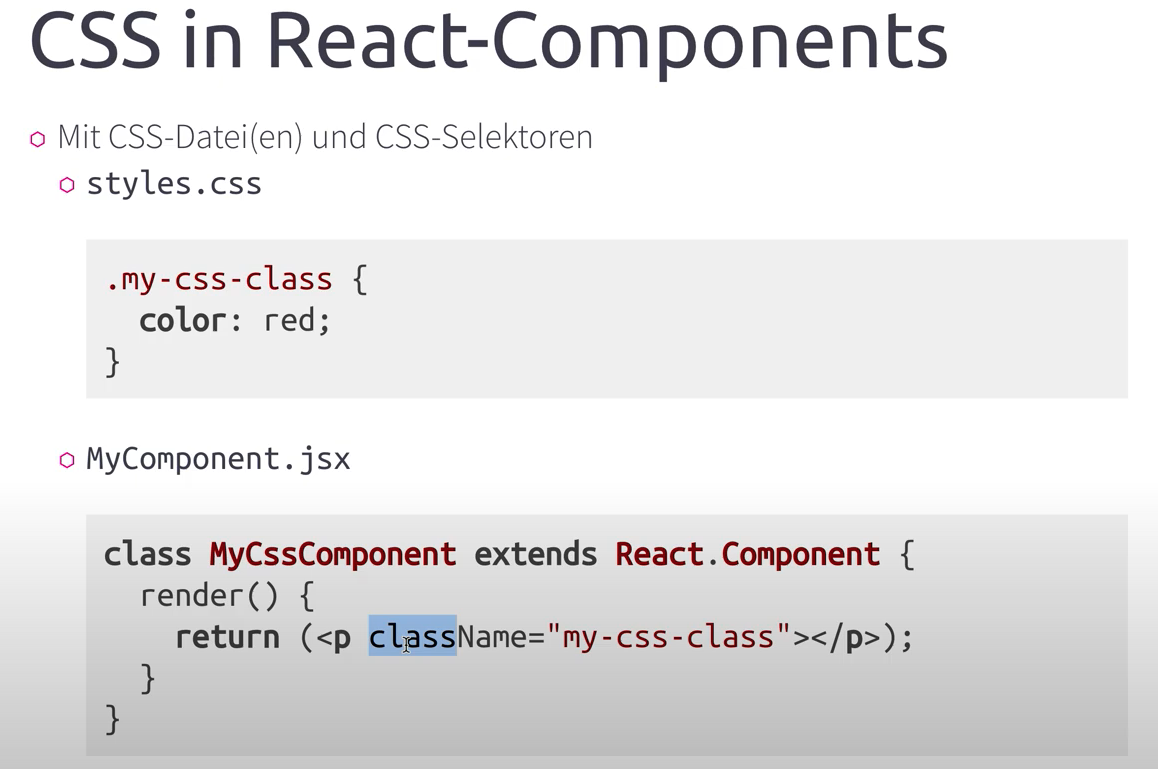 CSS in React-Components
Mit CSS-Datei(en) und CSS-Selektoren
styles.css
.my-css-class {
  color: red;
}
MyComponent.jsx
class MyCssComponent extends React.Component {
  render() {
    return (<p className="my-css-class"></p>);
  }
}